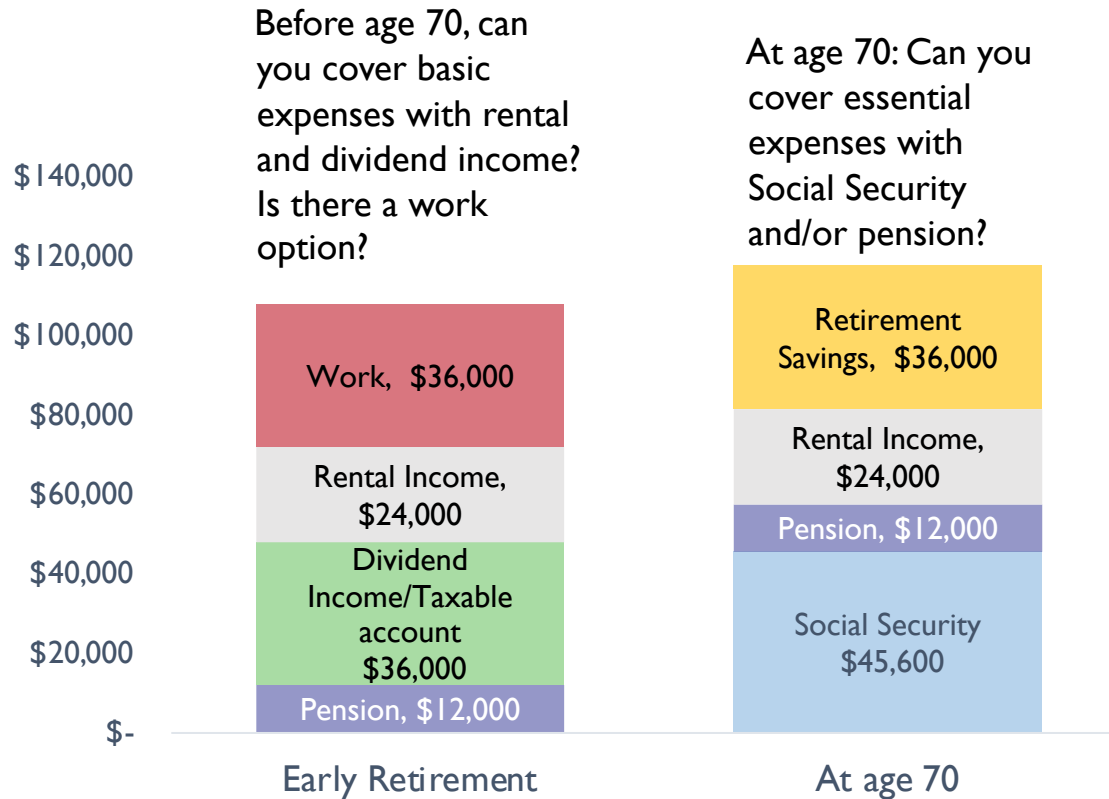 Before age 70, can
you cover basic
expenses with rental
and dividend income?
Is there a work
option?
At age 70: Can you
cover essential
expenses with
Social Security
and/or pension?
$140,000
$120,000
$100,000
$80,000
$60,000
$40,000
$20,000
$-
Work, $36,000
Rental Income,
$24,000
Dividend
Income/Taxable
account
$36,000
Pension, $12,000
Retirement
Savings, $36,000
Rental Income,
$24,000
Pension, $12,000
Social Security
$45,600
Early Retirement
At age 70